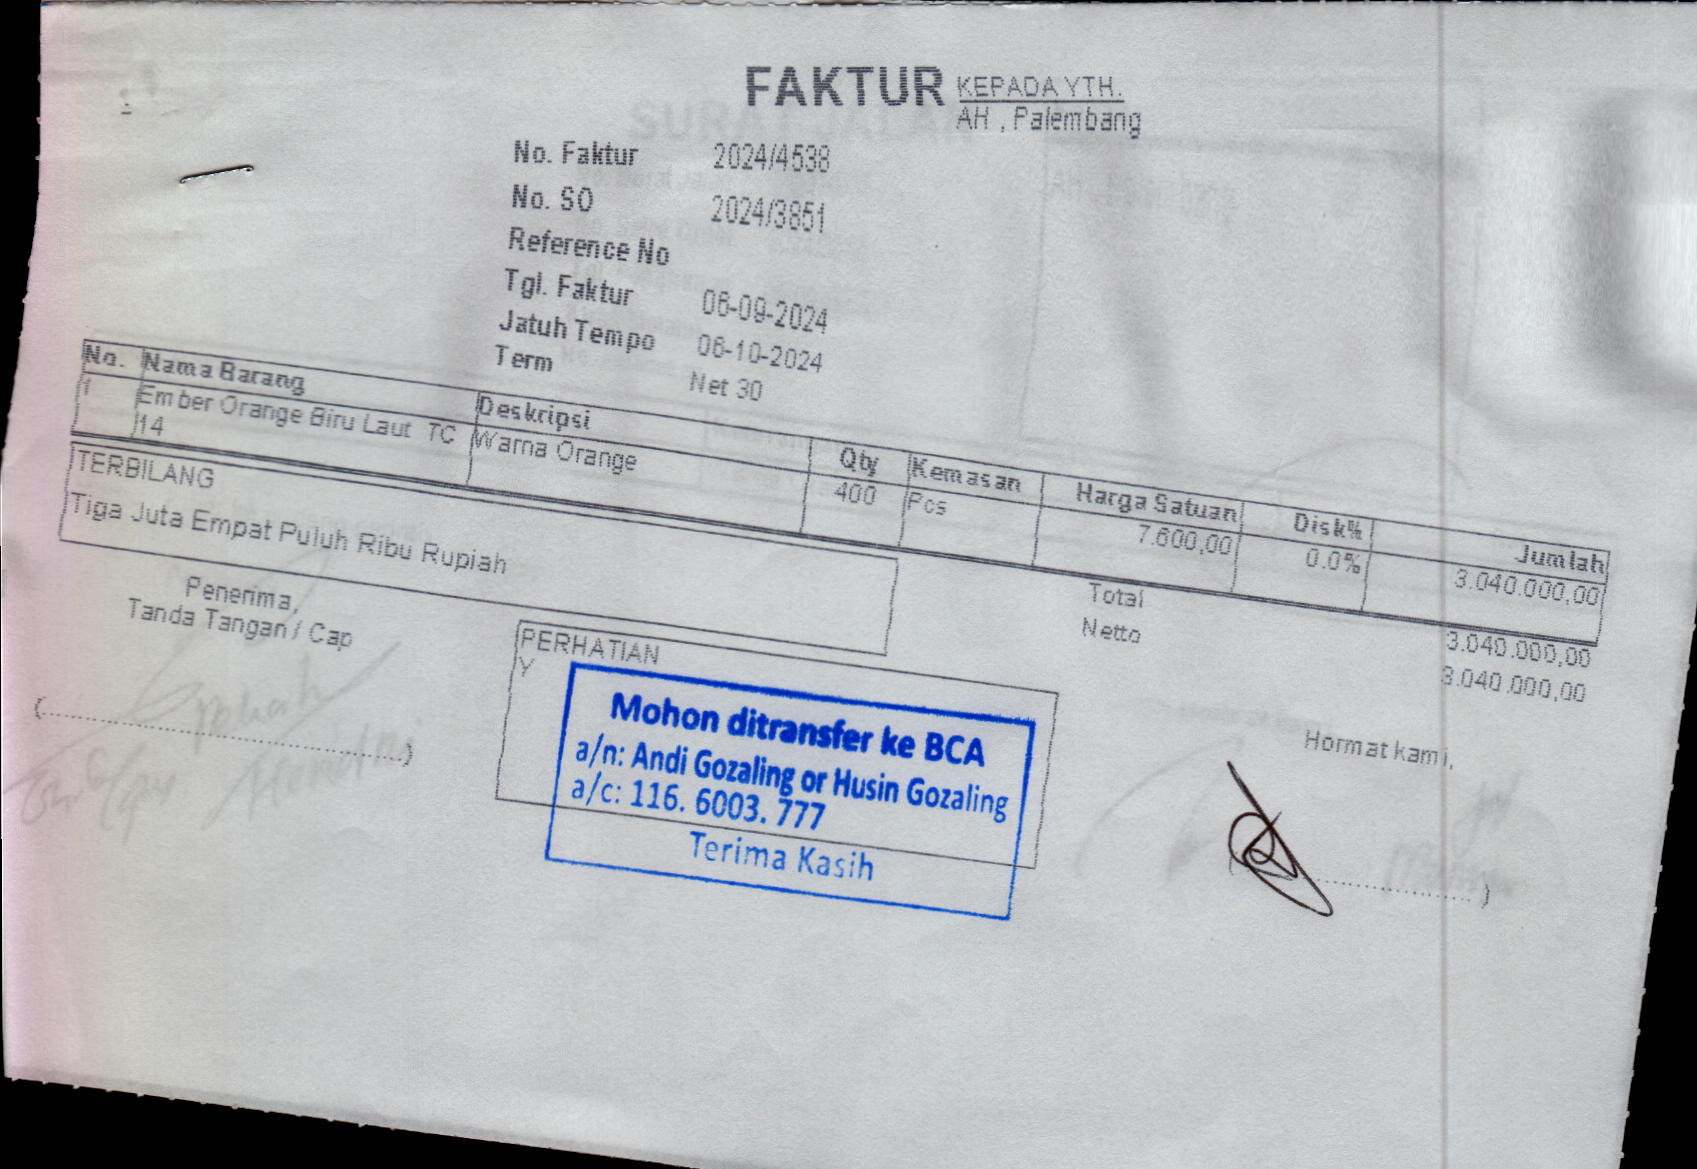 FAKTUR
KEPADA YTH.
AH , Palembang
No. Faktur 2024/4538
No. SO 2024/3851
Reference No
Tgl. Faktur 06-09-2024
Jatuh Tempo 06-10-2024
Term Net 30
No. Nama Barang Deskripsi Qty Kemasan Harga Satuan Disk% Jumlah
1 Ember Orange Biru Laut TC Warna Orange 400 Pcs 7.600,00 0.0% 3.040.000,00
14
TERBILANG
Tiga Juta Empat Puluh Ribu Rupiah
Total 3.040.000,00
Netto 3.040.000,00
Penerima,
Tanda Tangan / Cap
PERHATIAN
Y
Mohon ditransfer ke BCA
a/n: Andi Gozaling or Husin Gozaling
a/c: 116. 6003. 777
Terima Kasih
Hormat kami,
(....................)
(....................)